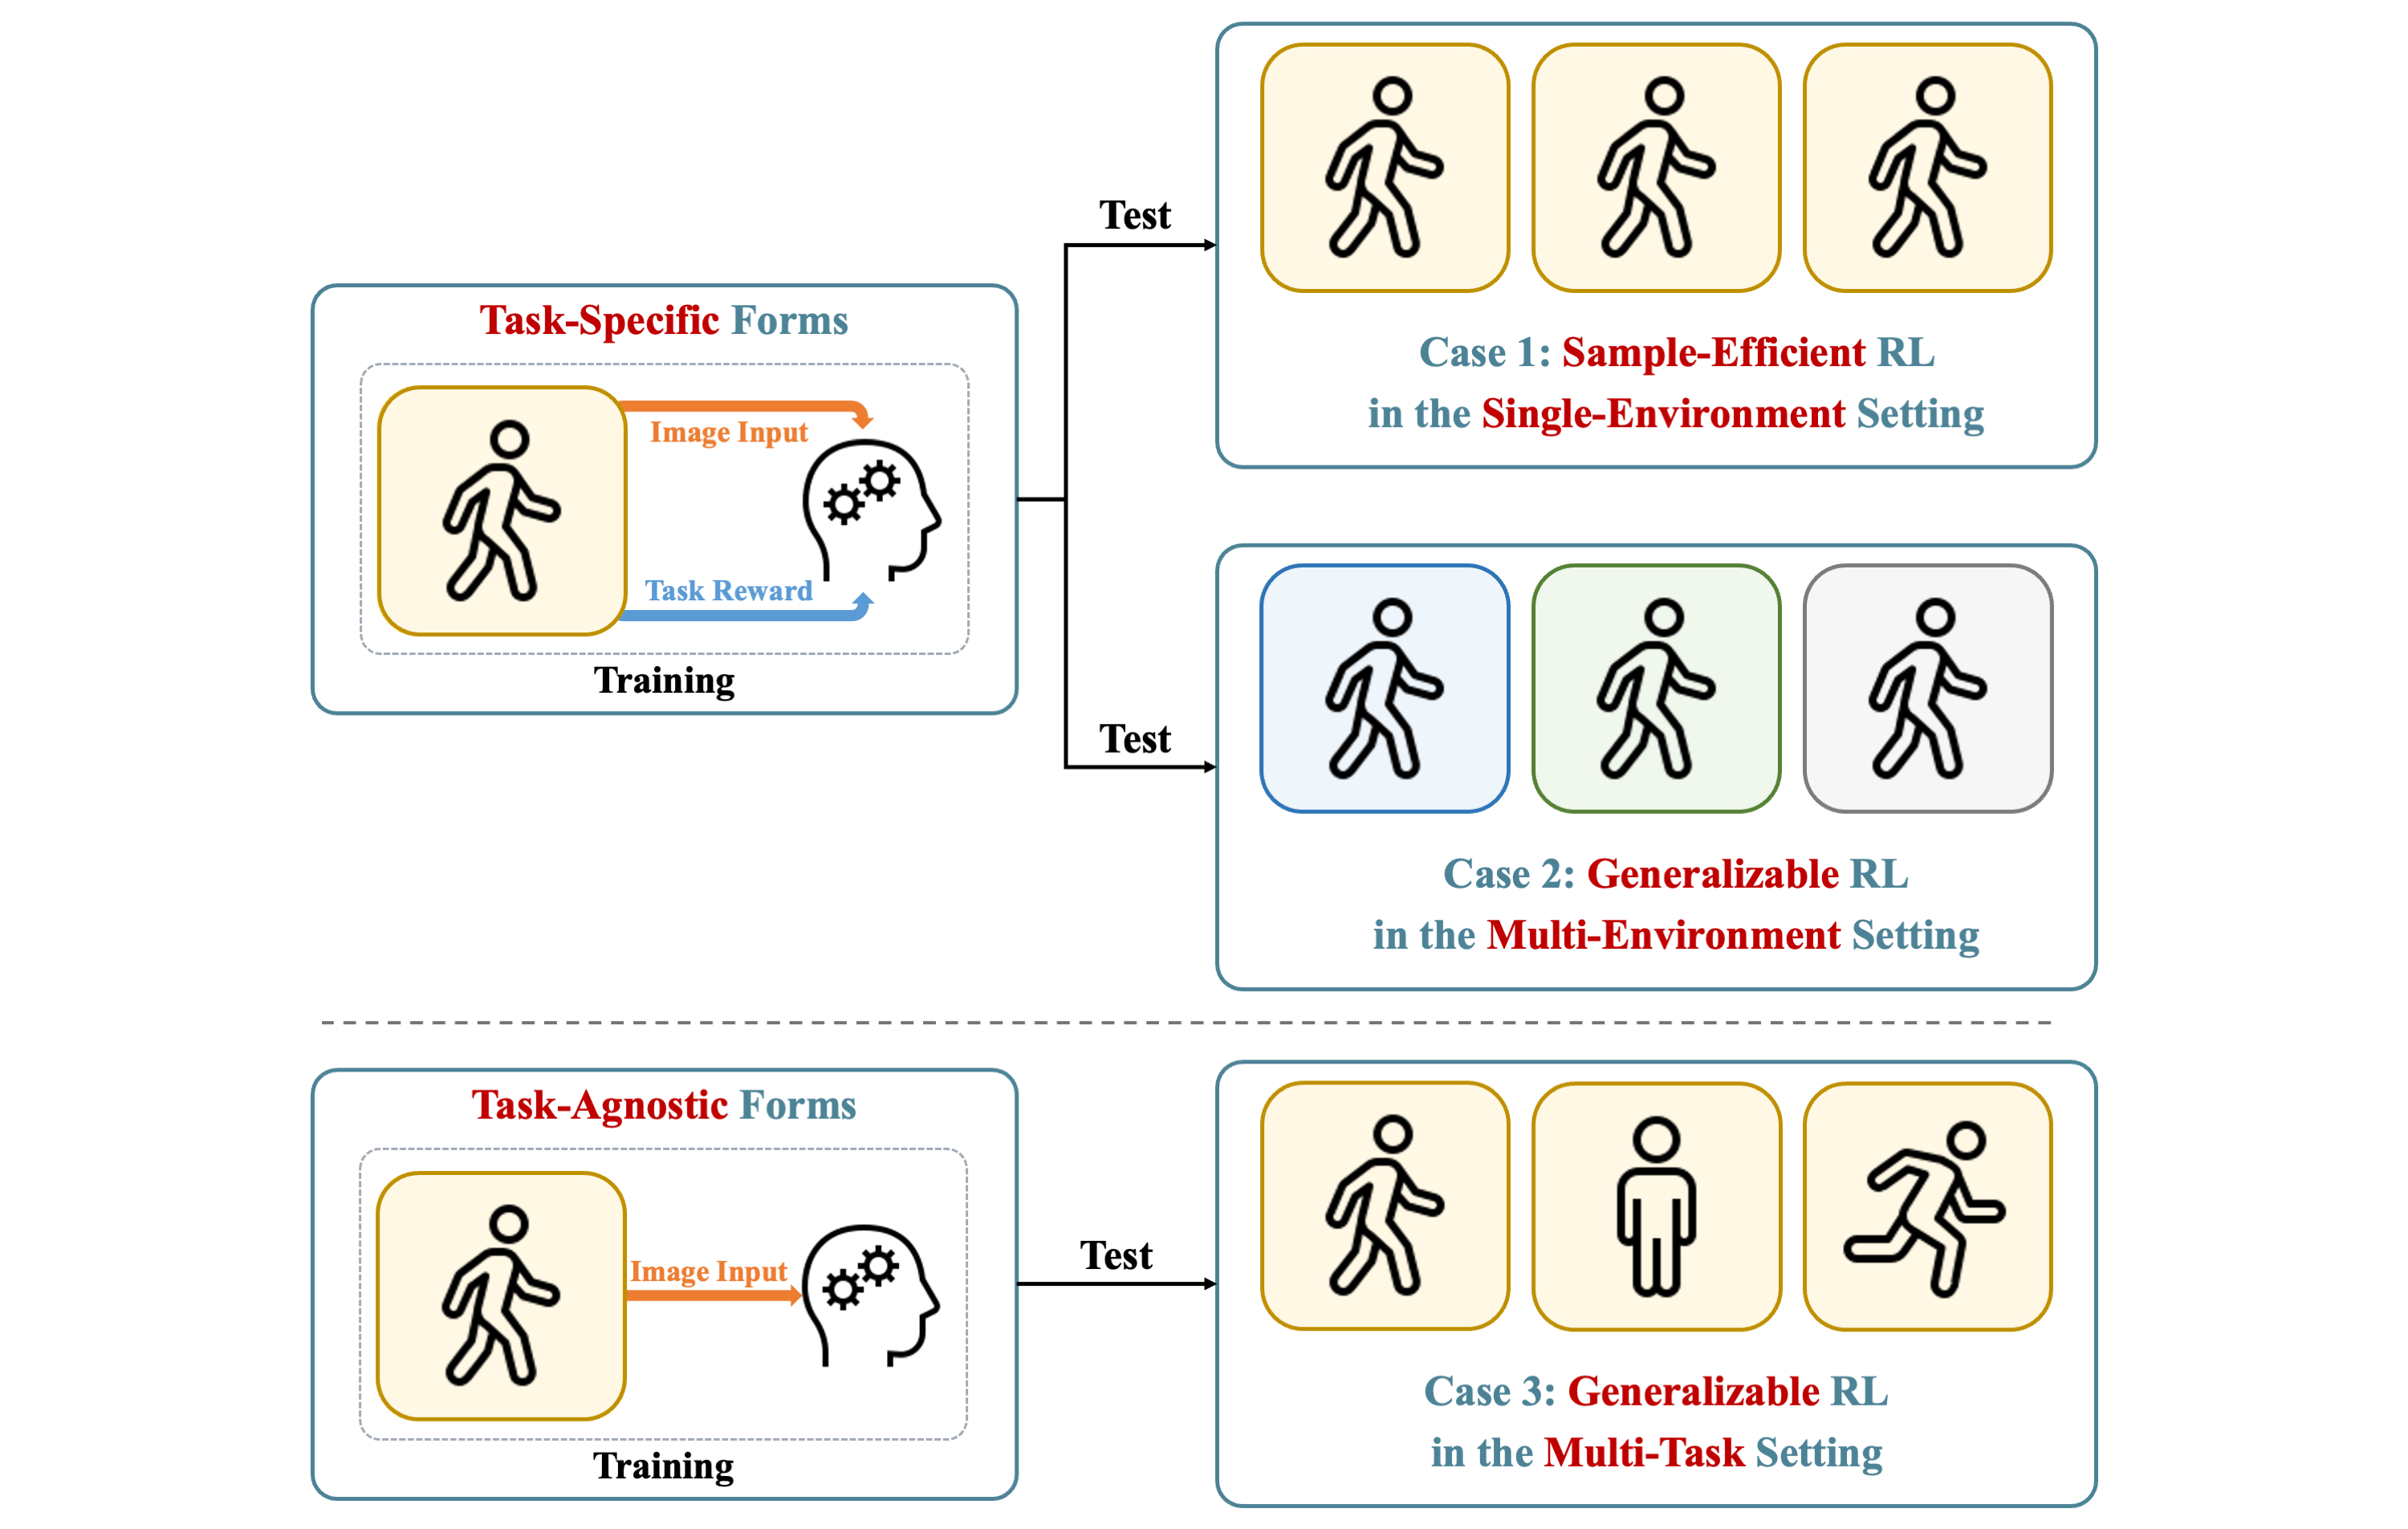 Task-Specific Forms
Image Input
Task Reward
Training
Test
Case 1: Sample-Efficient RL
in the Single-Environment Setting
Test
Case 2: Generalizable RL
in the Multi-Environment Setting
Task-Agnostic Forms
Image Input
Training
Test
Case 3: Generalizable RL
in the Multi-Task Setting